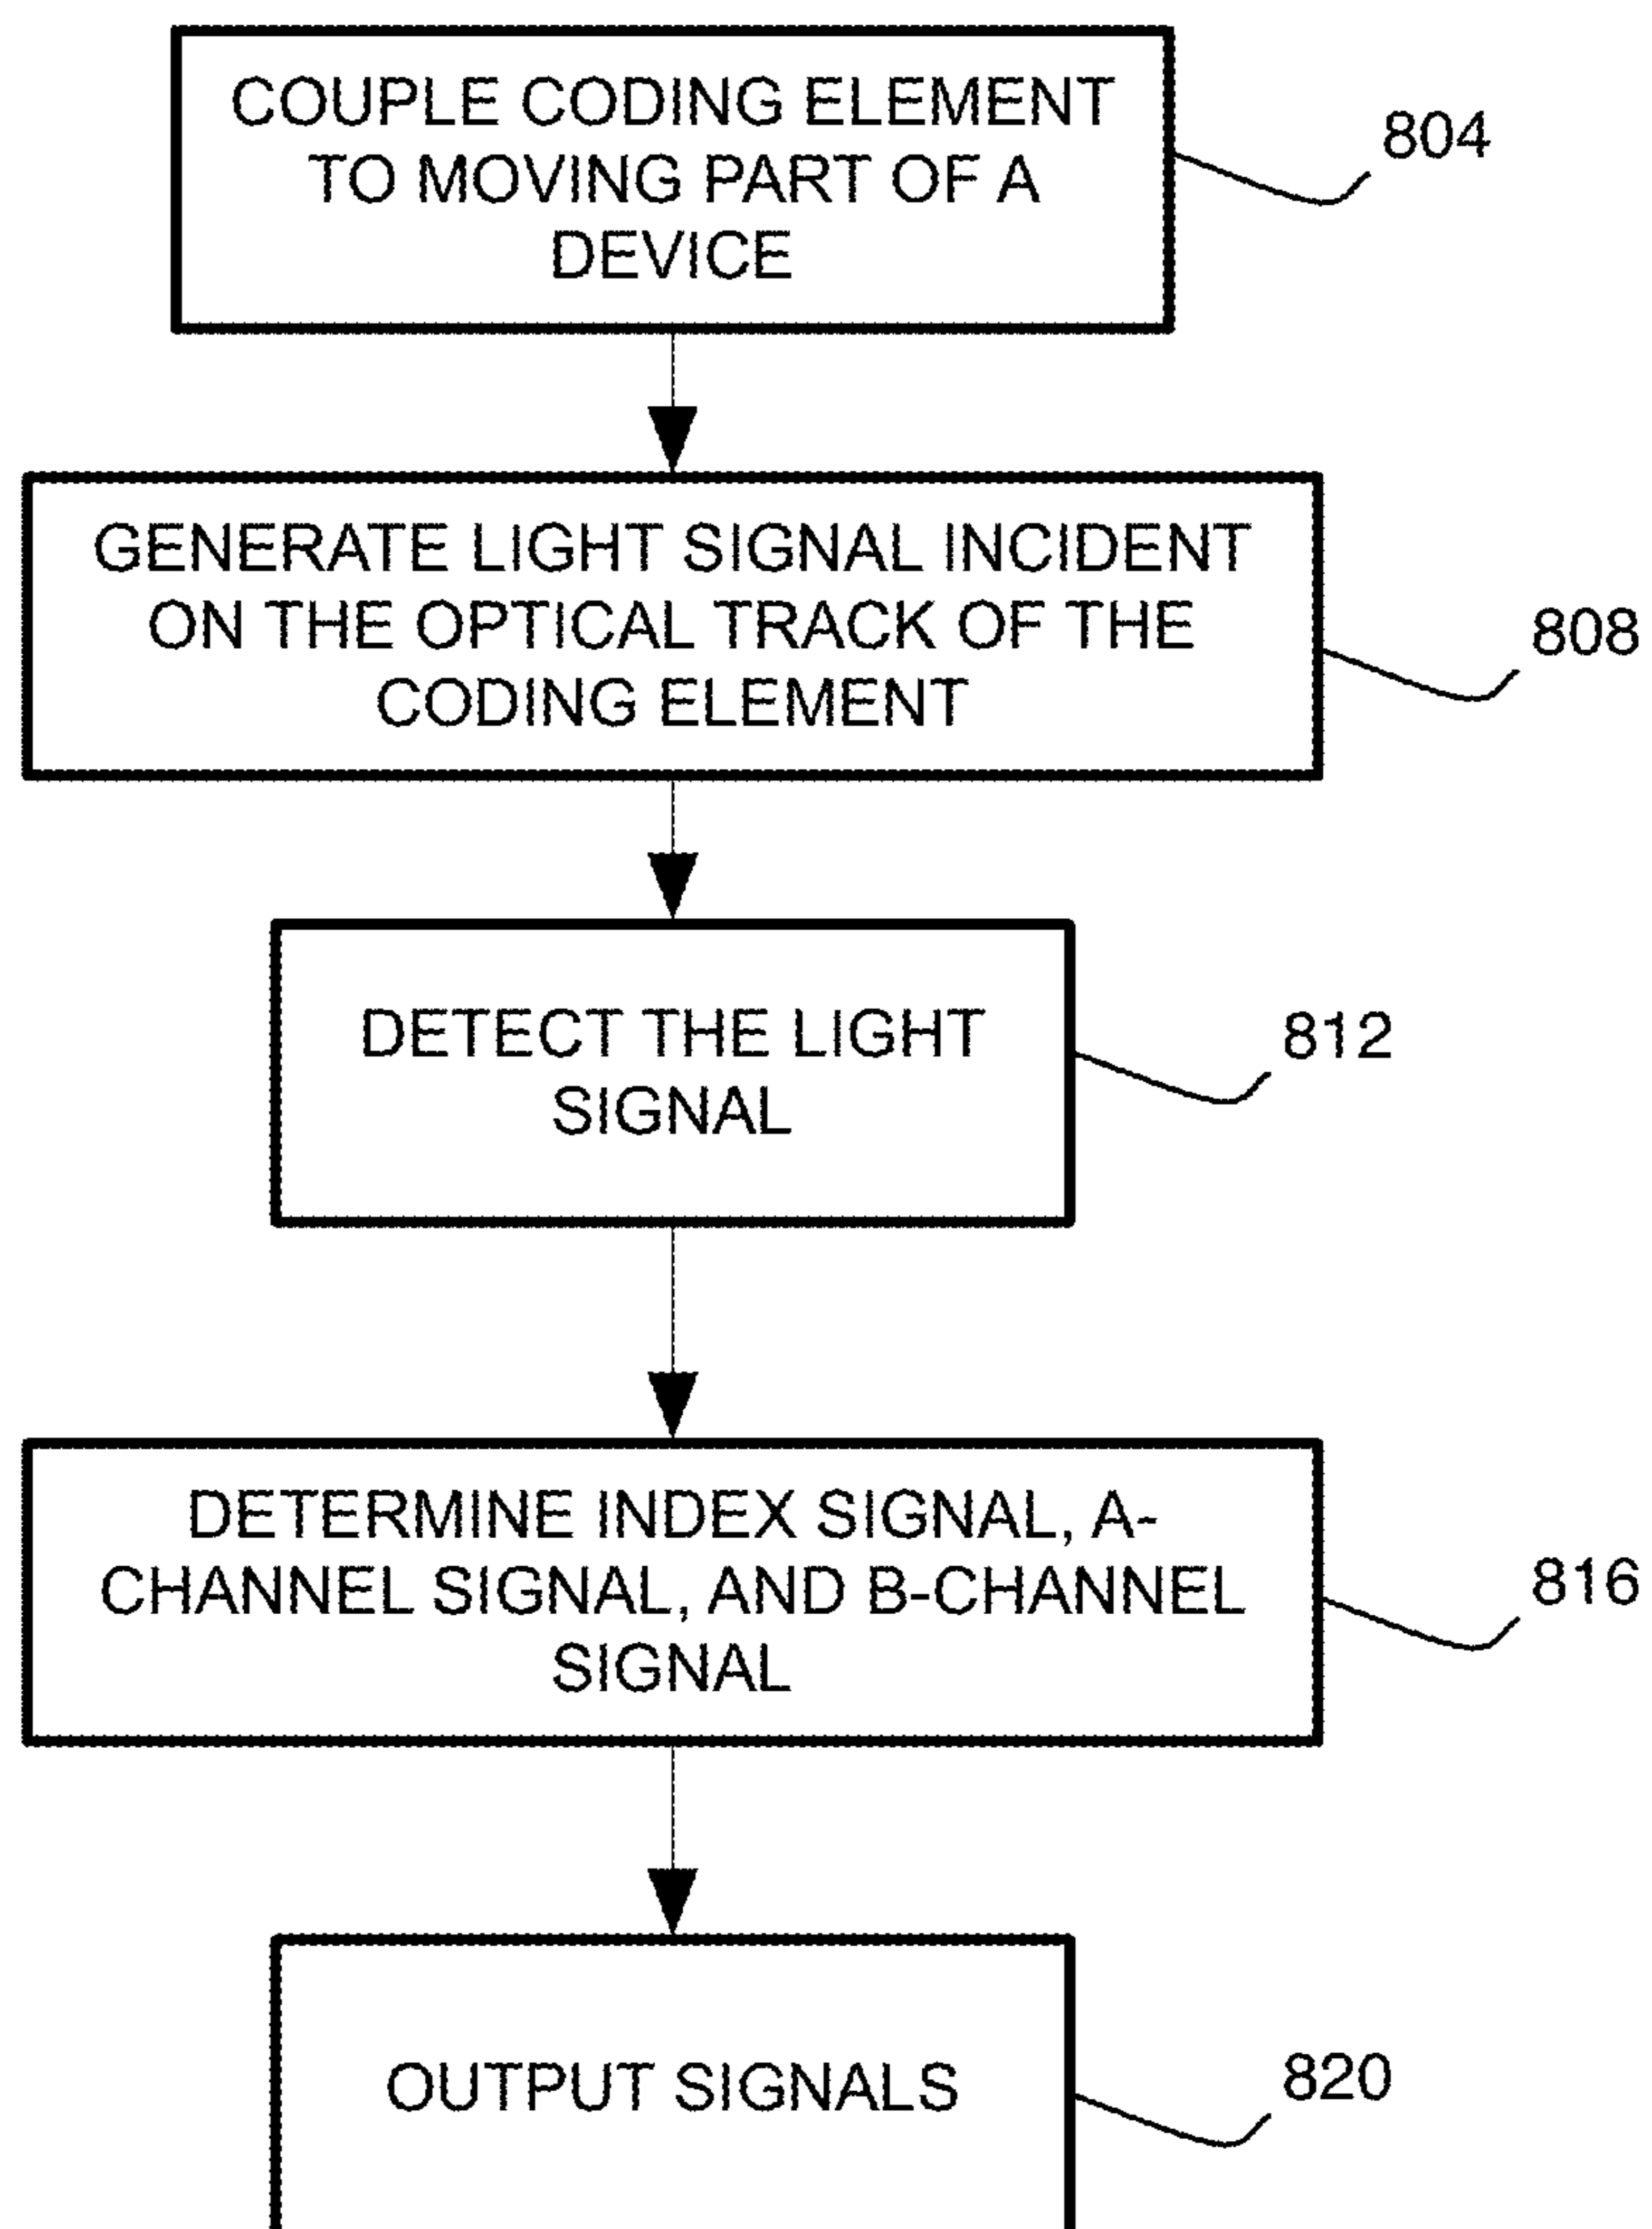 COUPLE CODING ELEMENT
TO MOVING PART OF A
DEVICE
804
GENERATE LIGHT SIGNAL INCIDENT
ON THE OPTICAL TRACK OF THE
CODING ELEMENT
808
DETECT THE LIGHT
SIGNAL
812
DETERMINE INDEX SIGNAL, A-
CHANNEL SIGNAL, AND B-CHANNEL
SIGNAL
816
OUTPUT SIGNALS
820